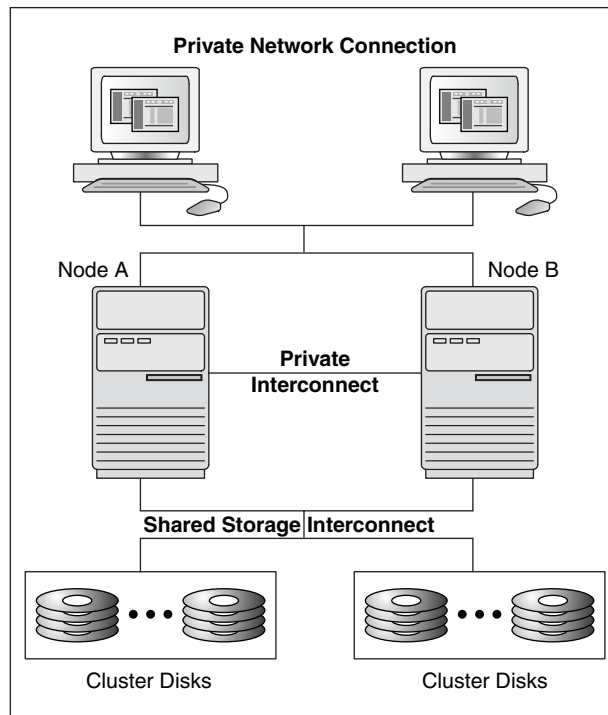 Private Network Connection
Node A
Node B
Private
Interconnect
Shared Storage Interconnect
Cluster Disks
Cluster Disks